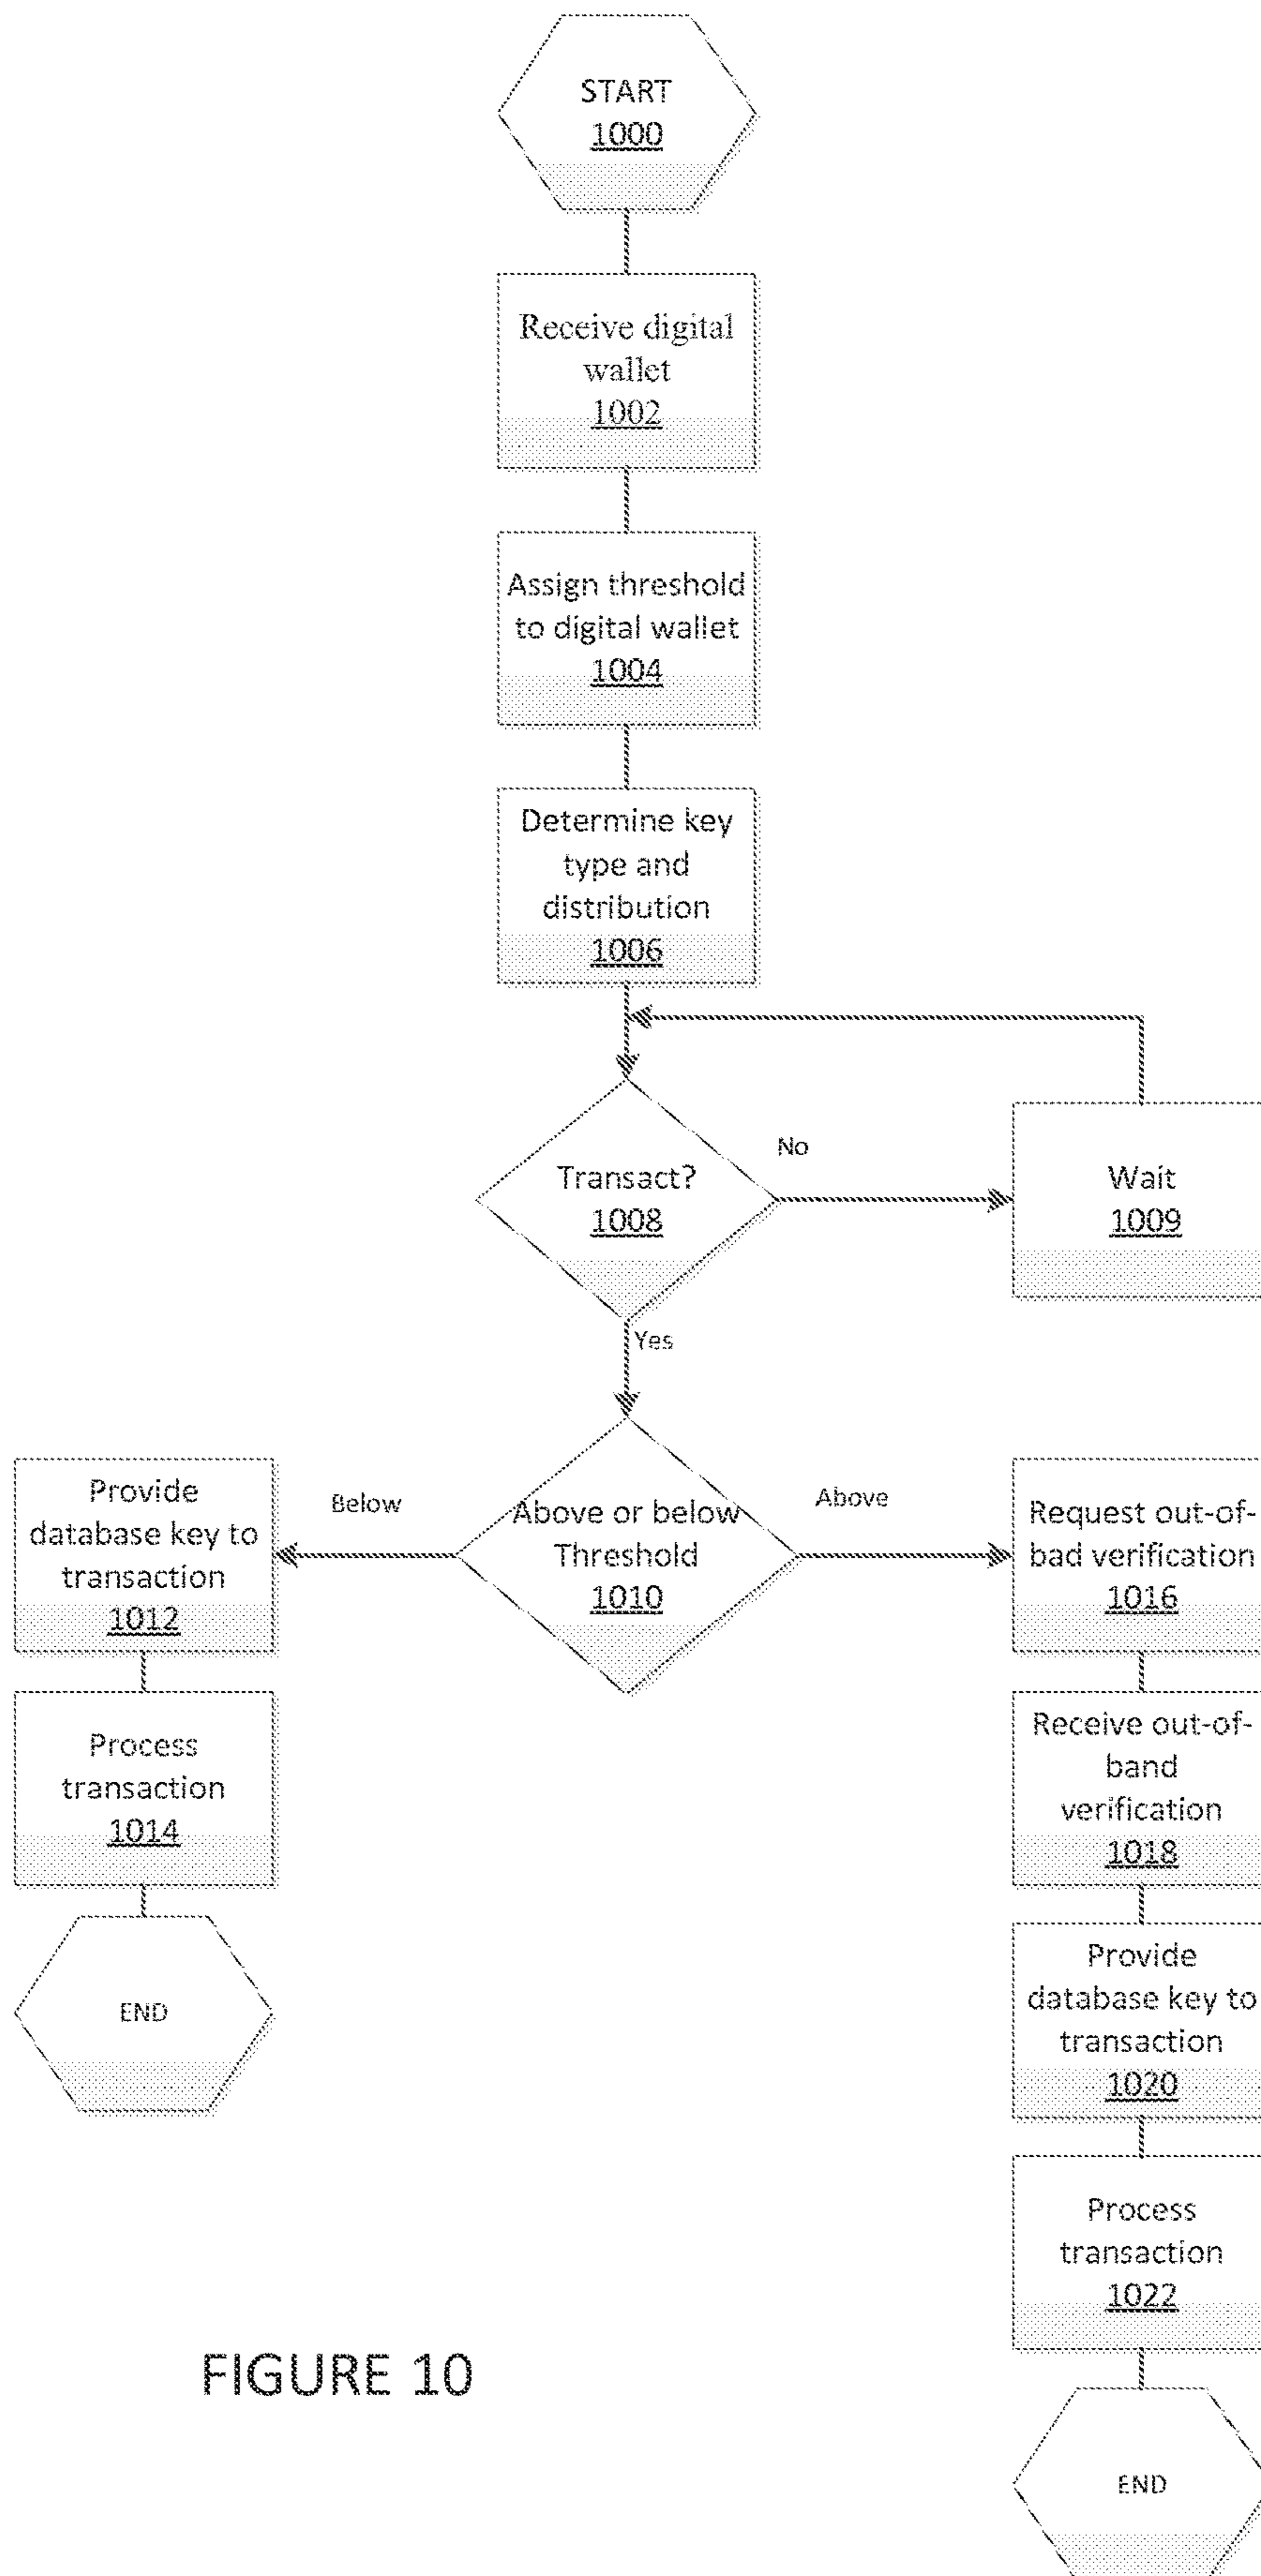 START
1000
Receive digital
wallet
1002
Assign threshold
to digital wallet
1004
Determine key
type and
distribution
1006
Transact?
1008
No
Wait
1009
Yes
Above or below
Threshold
1010
Below
Provide
database key to
transaction
1012
Process
transaction
1014
END
Above
Request out-of-
bad verification
1016
Receive out-of-
band
verification
1018
Provide
database key to
transaction
1020
Process
transaction
1022
END
FIGURE 10